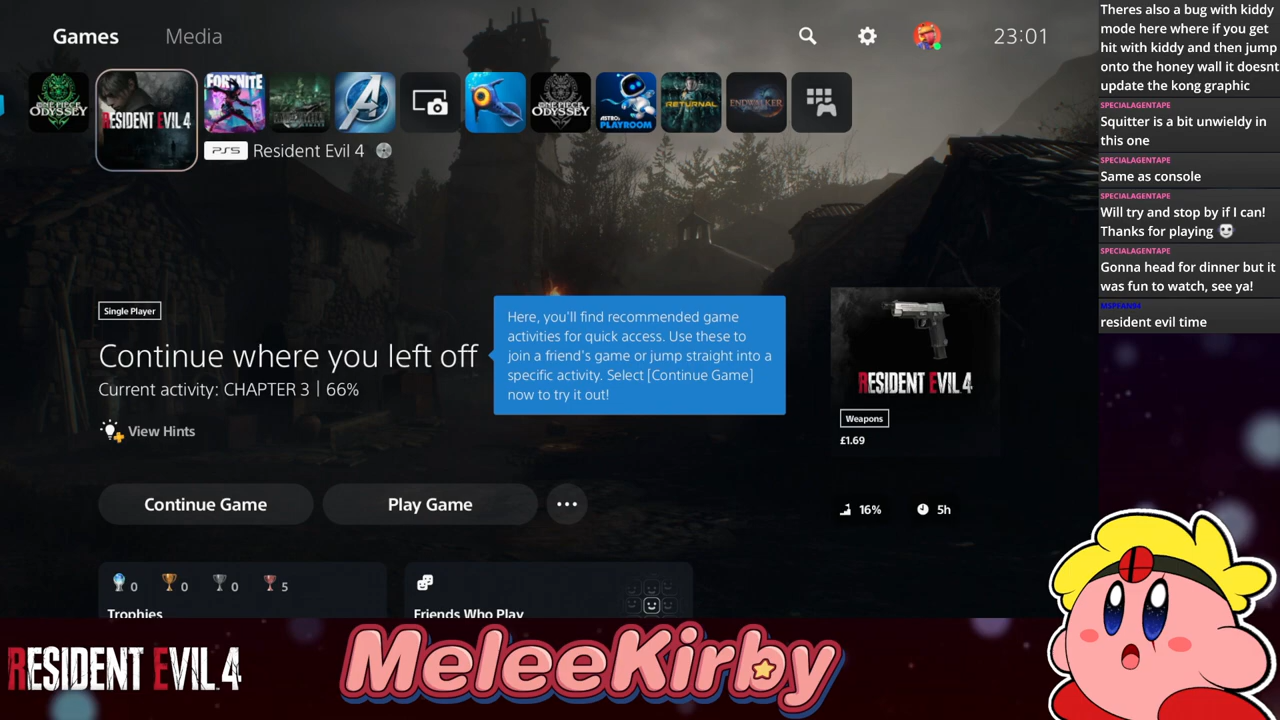 Games
Media
23:01
ONE PIECE
ODYSSEY
RESIDENT EVIL 4
FORTNITE
ONE PIECE
ODYSSEY
ASTRO's
PLAYROOM
RETURNAL
ENDWALKER
PS5
Resident Evil 4
Single Player
Continue where you left off
Current activity: CHAPTER 3 | 66%
View Hints
Here, you'll find recommended game
activities for quick access. Use these to
join a friend's game or jump straight into a
specific activity. Select [Continue Game]
now to try it out!
RESIDENT EVIL 4
Weapons
£1.69
Continue Game
Play Game
16%
5h
0
0
0
5
Trophies
Friends Who Play
Theres also a bug with kiddy
mode here where if you get
hit with kiddy and then jump
onto the honey wall it doesnt
update the kong graphic
SPECIALAGENTAPE
Squitter is a bit unwieldy in
this one
SPECIALAGENTAPE
Same as console
SPECIALAGENTAPE
Will try and stop by if I can!
Thanks for playing
SPECIALAGENTAPE
Gonna head for dinner but it
was fun to watch, see ya!
resident evil time
RESIDENT EVIL 4
MeleeKirby